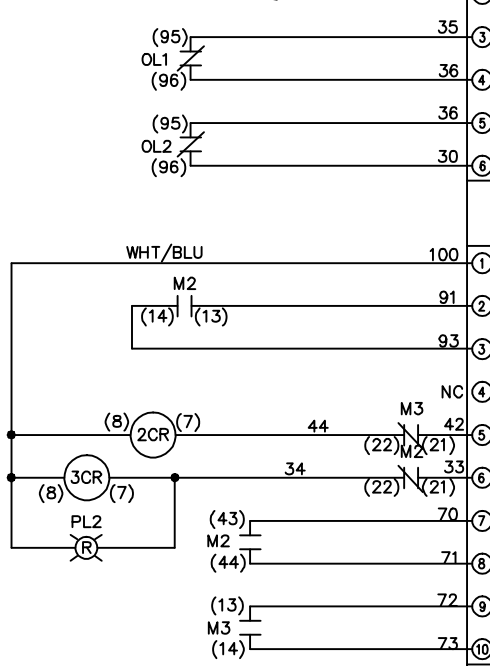 (95) 35 3
OL1
(96) 36 4
(95) 36 5
OL2
(96) 30 6
WHT/BLU 100 1
M2 91 2
(14) (13)
93 3
NC 4
M3
(8) 2CR (7) 44 42 5
(22) (21)
M2
3CR 34 33 6
(8) (7) (22) (21)
PL2
R
(43) 70 7
M2
(44) 71 8
(13) 72 9
M3
(14) 73 10